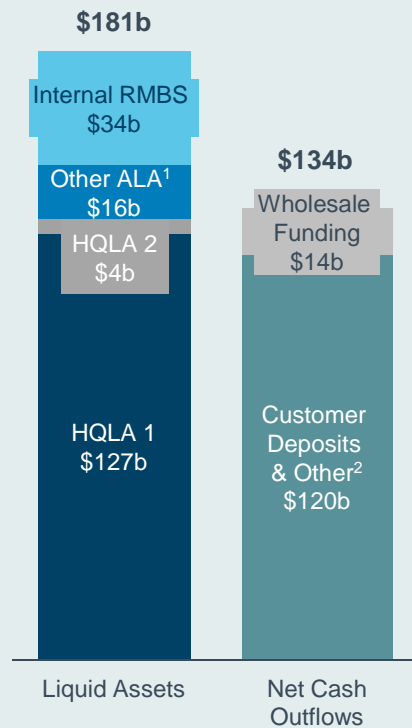 $181b
Internal RMBS
$34b
Other ALA¹
$16b
HQLA 2
$4b
HQLA 1
$127b
Liquid Assets
$134b
Wholesale
Funding
$14b
Customer
Deposits
& Other²
$120b
Net Cash
Outflows